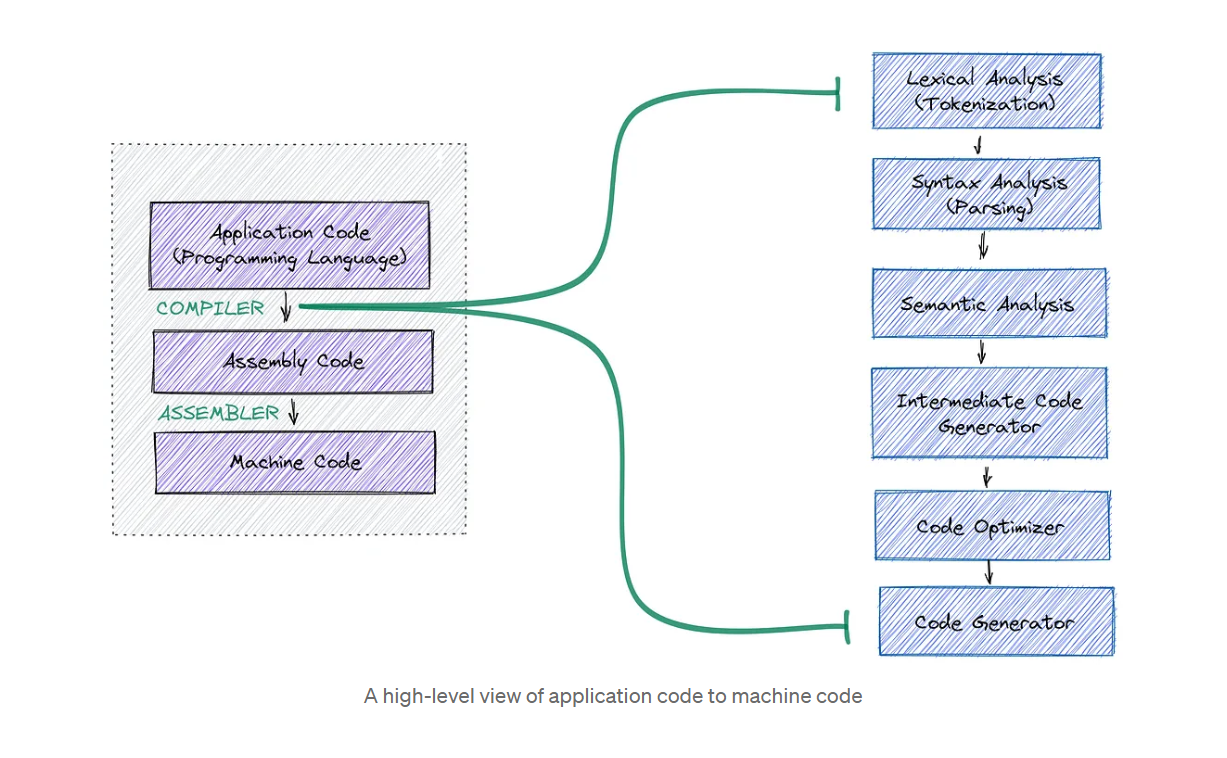 Application Code
(Programming Language)
COMPILER
Assembly Code
ASSEMBLER
Machine Code
Lexical Analysis
(Tokenization)
Syntax Analysis
(Parsing)
Semantic Analysis
Intermediate Code
Generator
Code Optimizer
Code Generator
A high-level view of application code to machine code